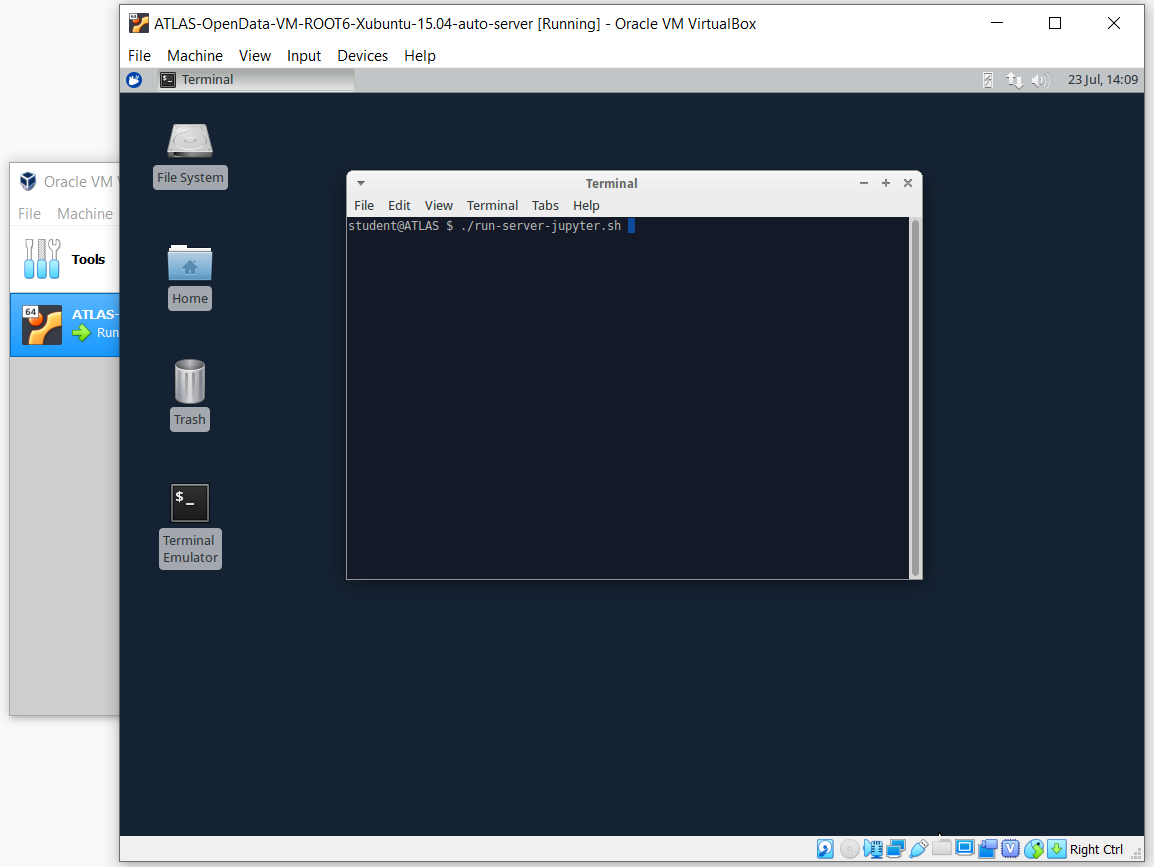 ATLAS-OpenData-VM-ROOT6-Xubuntu-15.04-auto-server [Running] - Oracle VM VirtualBox
File Machine View Input Devices Help
Terminal 23 Jul, 14:09
File System
Home
Trash
$_
Terminal
Emulator
Terminal
File Edit View Terminal Tabs Help
student@ATLAS $ ./run-server-jupyter.sh
Oracle VM
File Machine
Tools
64
ATLAS-
Run
Right Ctrl